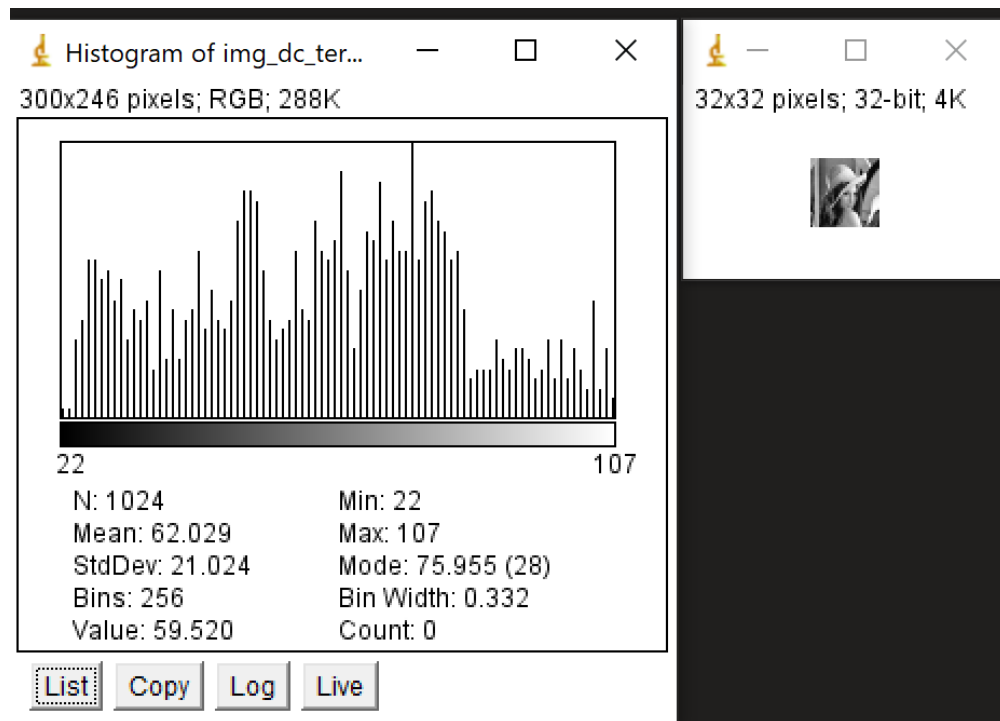 Histogram of img_dc_ter...
300x246 pixels; RGB; 288K
22 107
N: 1024 Min: 22
Mean: 62.029 Max: 107
StdDev: 21.024 Mode: 75.955 (28)
Bins: 256 Bin Width: 0.332
Value: 59.520 Count: 0
List Copy Log Live
32x32 pixels; 32-bit; 4K